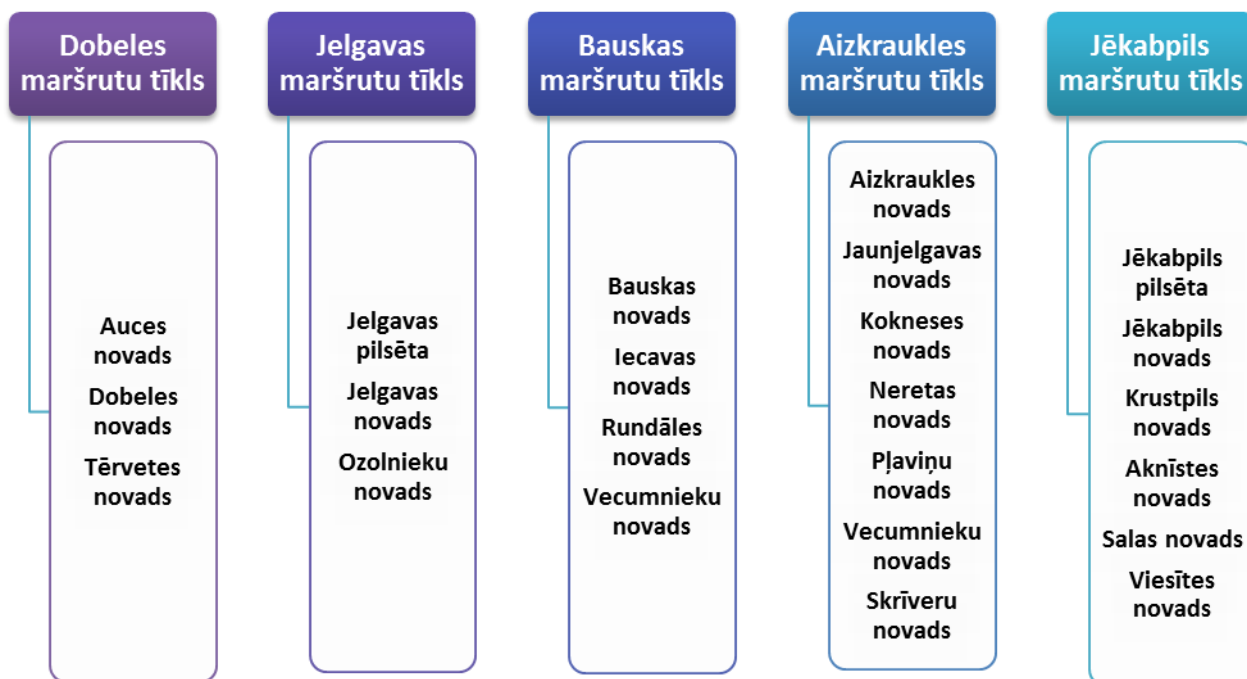 Dobeles
maršrutu tīkls
Auces
novads
Dobeles
novads
Tērvetes
novads
Jelgavas
maršrutu tīkls
Jelgavas
pilsēta
Jelgavas
novads
Ozolnieku
novads
Bauskas
maršrutu tīkls
Bauskas
novads
Iecavas
novads
Rundāles
novads
Vecumnieku
novads
Aizkraukles
maršrutu tīkls
Aizkraukles
novads
Jaunjelgavas
novads
Kokneses
novads
Neretas
novads
Pļaviņu
novads
Vecumnieku
novads
Skrīveru
novads
Jēkabpils
maršrutu tīkls
Jēkabpils
pilsēta
Jēkabpils
novads
Krustpils
novads
Aknīstes
novads
Salas novads
Viesītes
novads